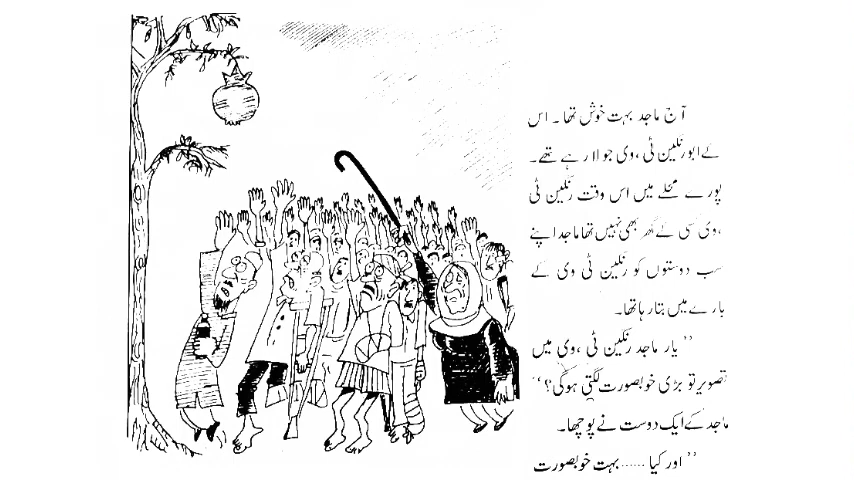 آج ماجد بہت خوش تھا۔ اس
کے ابو رنگین ٹی، وی جو لا رہے تھے۔
پورے محلے میں اس وقت رنگین ٹی
،وی کسی کے گھر بھی نہیں تھا ماجد اپنے
سب دوستوں کو رنگین ٹی وی کے
بارے میں بتا رہا تھا۔
”یار ماجد رنگین ٹی، وی میں
تصویر تو بڑی خوبصورت لگتی ہوگی؟“
ماجد کے ایک دوست نے پوچھا۔
”اور کیا ...... بہت خوبصورت